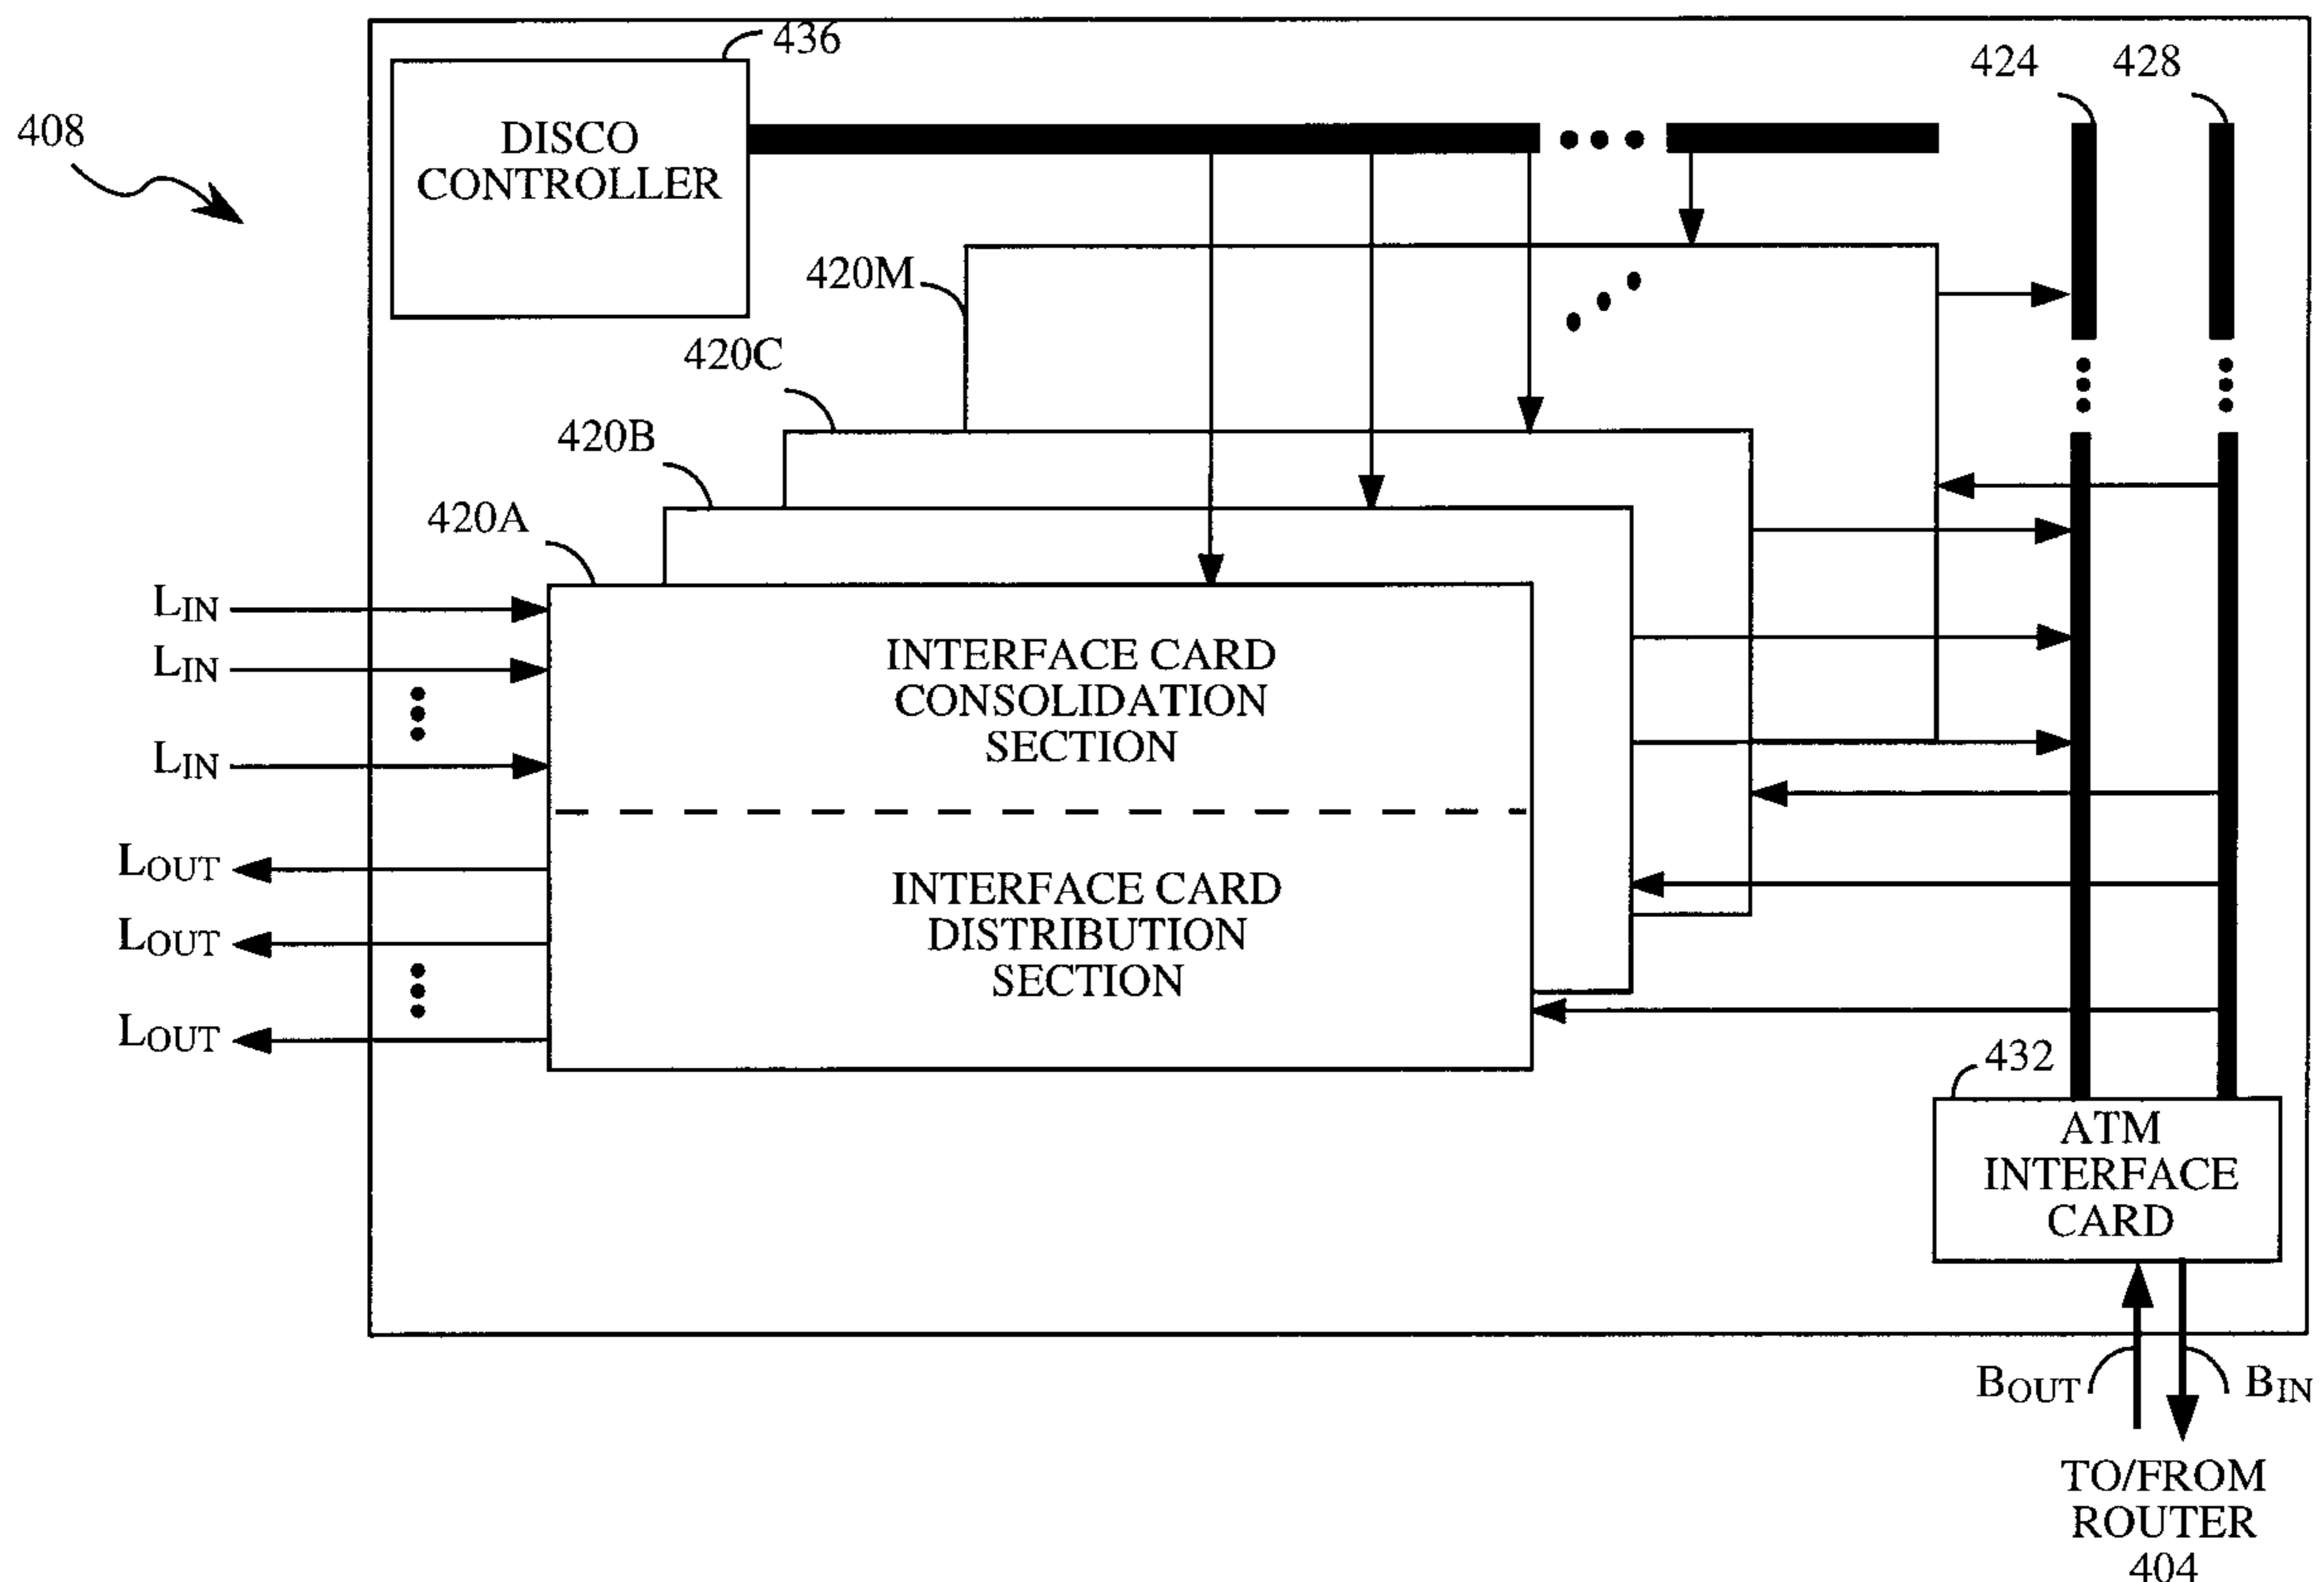 436
424
428
408
DISCO
CONTROLLER
420M
420C
420B
420A
LIN
LIN
LIN
INTERFACE CARD
CONSOLIDATION
SECTION
LOUT
LOUT
LOUT
INTERFACE CARD
DISTRIBUTION
SECTION
432
ATM
INTERFACE
CARD
BOUT
BIN
TO/FROM
ROUTER
404